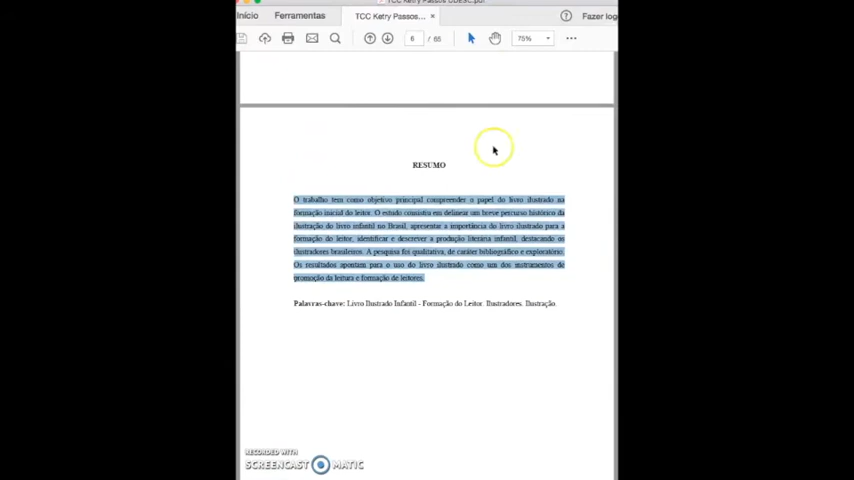 TCC Ketry Passos UDESC.pdf
Início Ferramentas TCC Ketry Passos... × ? Fazer log
6 / 65 75%
RESUMO
O trabalho tem como objetivo principal compreender o papel do livro ilustrado na
formação inicial do leitor. O estudo consistiu em delinear um breve percurso histórico da
ilustração do livro infantil no Brasil, apresentar a importância do livro ilustrado para a
formação do leitor, identificar e descrever a produção literária infantil, destacando os
ilustradores brasileiros. A pesquisa foi qualitativa, de caráter bibliográfico e exploratório.
Os resultados apontam para o uso do livro ilustrado como um dos instrumentos de
promoção da leitura e formação de leitores.
Palavras-chave: Livro Ilustrado Infantil - Formação do Leitor. Ilustradores. Ilustração.
RECORDED WITH
SCREENCAST MATIC